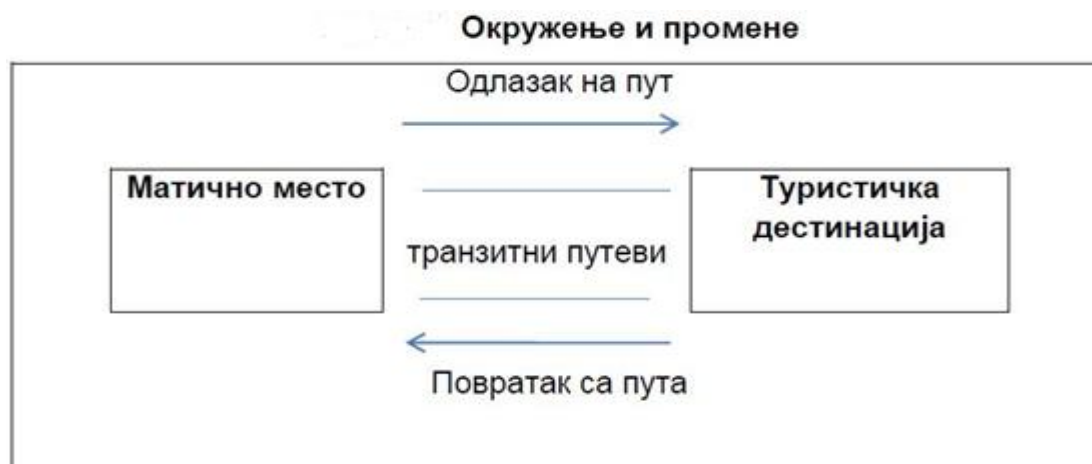 Окружење и промене
Одлазак на пут
Матично место
Туристичка
дестинација
транзитни путеви
Повратак са пута